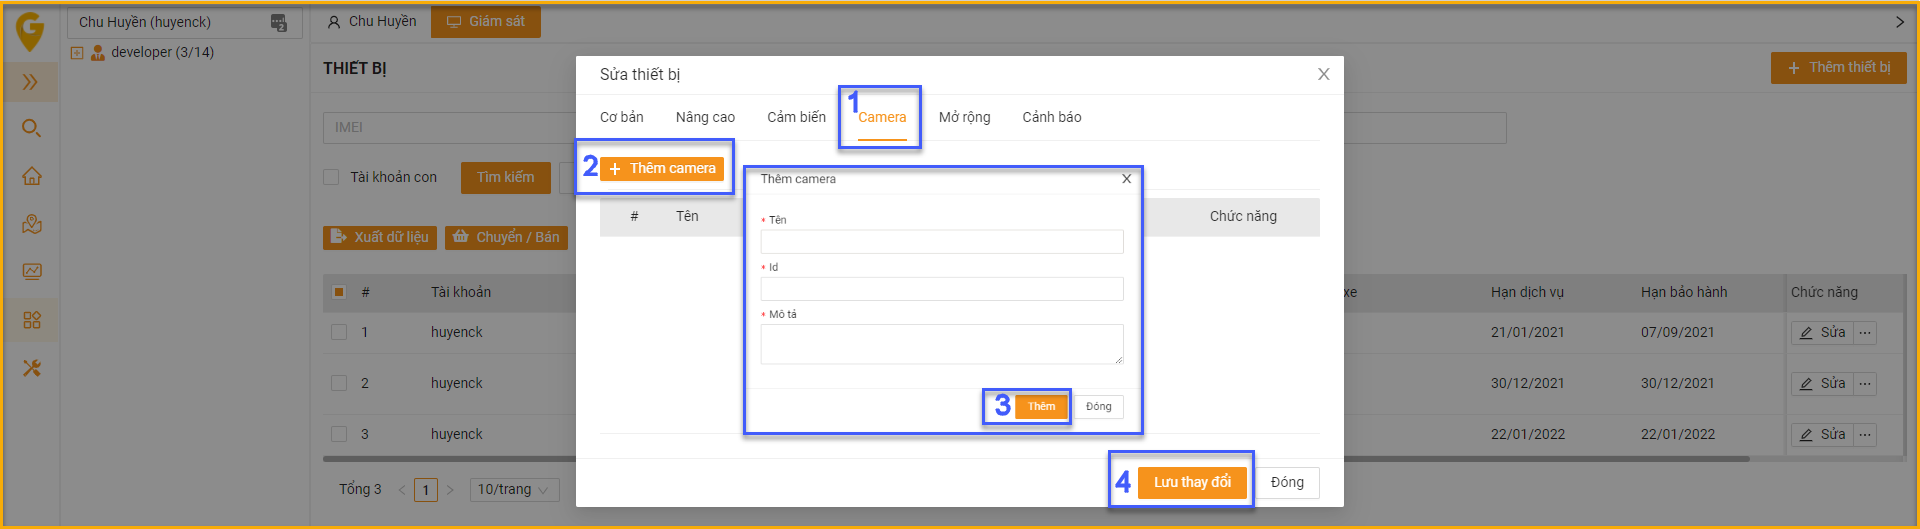 G
Chu Huyền (huyenck)
2
developer (3/14)
Chu Huyền
Giám sát
THIẾT BỊ
+ Thêm thiết bị
IMEI
Tài khoản con
Tìm kiếm
Xuất dữ liệu
Chuyển / Bán
# Tài khoản xe Hạn dịch vụ Hạn bảo hành Chức năng
1 huyenck 21/01/2021 07/09/2021 Sửa ...
2 huyenck 30/12/2021 30/12/2021 Sửa ...
3 huyenck 22/01/2022 22/01/2022 Sửa ...
Tổng 3 < 1 > 10/trang
Sửa thiết bị X
Cơ bản Nâng cao Cảm biến 1 Camera Mở rộng Cảnh báo
2 + Thêm camera
# Tên Chức năng
Thêm camera X
* Tên
* Id
* Mô tả
3 Thêm Đóng
4 Lưu thay đổi Đóng